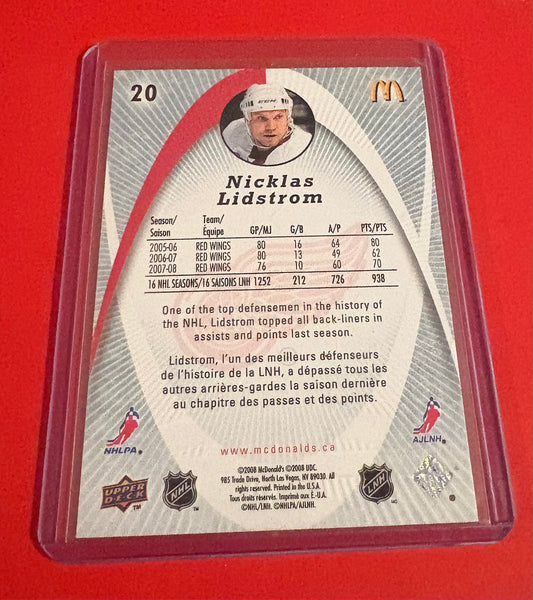 20
CCM
Nicklas
Lidstrom
Season/ Team/
Saison Équipe GP/MJ G/B A/P PTS/PTS
2005-06 RED WINGS 80 16 64 80
2006-07 RED WINGS 80 13 49 62
2007-08 RED WINGS 76 10 60 70
16 NHL SEASONS/16 SAISONS LNH 1252 212 726 938
One of the top defensemen in the history of
the NHL, Lidstrom topped all back-liners in
assists and points last season.
Lidstrom, l'un des meilleurs défenseurs
de l'histoire de la LNH, a dépassé tous les
autres arrières-gardes la saison dernière
au chapitre des passes et des points.
NHLPA®
AJLNH®
www.mcdonalds.ca
©2008 McDonald's ©2008 UDC.
985 Trade Drive, North Las Vegas, NV 89030. All
rights reserved. Printed in the U.S.A.
Tous droits réservés. Imprimé aux É.-U.A.
©NHL/LNH. ©NHLPA/AJLNH.
UPPER DECK ™
NHL ™
LNH MC
®